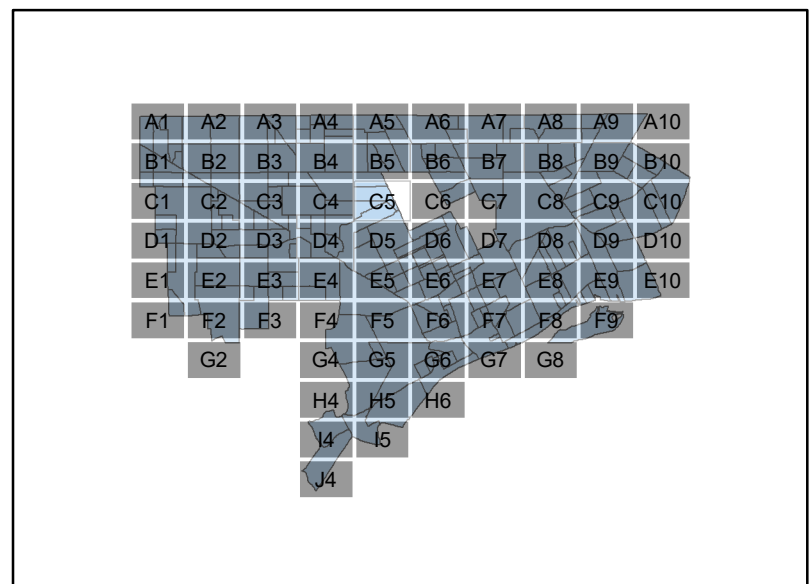 A1 A2 A3 A4 A5 A6 A7 A8 A9 A10
B1 B2 B3 B4 B5 B6 B7 B8 B9 B10
C1 C2 C3 C4 C5 C6 C7 C8 C9 C10
D1 D2 D3 D4 D5 D6 D7 D8 D9 D10
E1 E2 E3 E4 E5 E6 E7 E8 E9 E10
F1 F2 F3 F4 F5 F6 F7 F8 F9
G2 G4 G5 G6 G7 G8
H4 H5 H6
I4 I5
J4